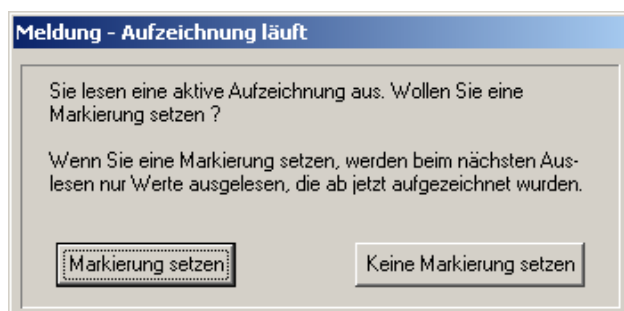 Meldung - Aufzeichnung läuft
Sie lesen eine aktive Aufzeichnung aus. Wollen Sie eine
Markierung setzen ?
Wenn Sie eine Markierung setzen, werden beim nächsten Aus-
lesen nur Werte ausgelesen, die ab jetzt aufgezeichnet wurden.
Markierung setzen Keine Markierung setzen